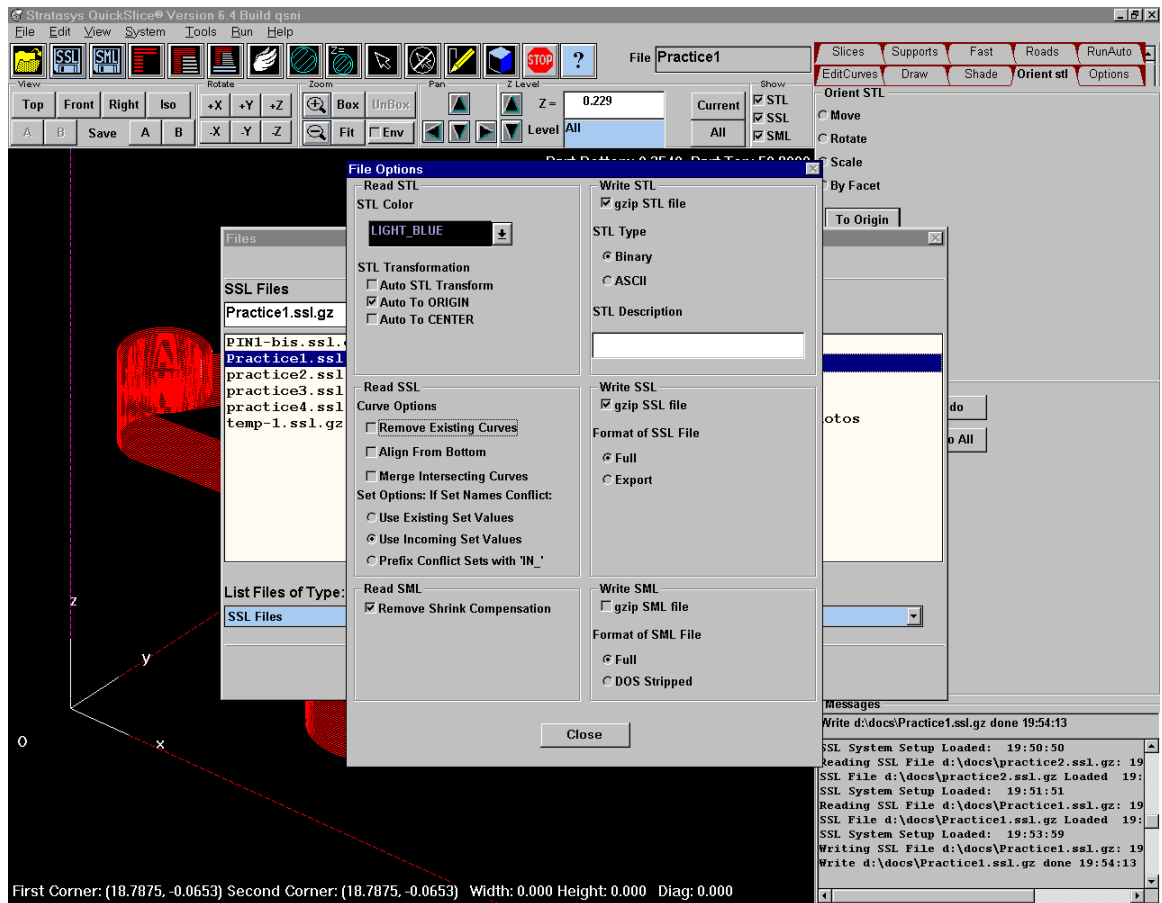 Stratasys QuickSlice® Version 6.4 Build qsni
File Edit View System Tools Run Help
SSL SML Z= STOP ? File Practice1
Slices Supports Fast Roads RunAuto
EditCurves Draw Shade Orient stl Options
View Rotate Zoom Pan Z Level Show
Top Front Right Iso +X +Y +Z Box UnBox Z = 0.229 Current STL
SSL
A B Save A B -X -Y -Z Fit Env Level All All SML
Orient STL
Move
Rotate
Scale
By Facet
To Origin
File Options
Read STL
STL Color
LIGHT_BLUE
STL Transformation
Auto STL Transform
Auto To ORIGIN
Auto To CENTER
Write STL
gzip STL file
STL Type
Binary
ASCII
STL Description
Read SSL
Curve Options
Remove Existing Curves
Align From Bottom
Merge Intersecting Curves
Set Options: If Set Names Conflict:
Use Existing Set Values
Use Incoming Set Values
Prefix Conflict Sets with 'IN_'
Write SSL
gzip SSL file
Format of SSL File
Full
Export
Read SML
Remove Shrink Compensation
Write SML
gzip SML file
Format of SML File
Full
DOS Stripped
Close
Files
SSL Files
Practice1.ssl.gz
PIN1-bis.ssl.
Practice1.ssl
practice2.ssl
practice3.ssl
practice4.ssl
temp-1.ssl.gz
otos
List Files of Type:
SSL Files
do
o All
z
y
x
O
Messages
Write d:\docs\Practice1.ssl.gz done 19:54:13
SSL System Setup Loaded: 19:50:50
Reading SSL File d:\docs\practice2.ssl.gz: 19
SSL File d:\docs\practice2.ssl.gz Loaded 19:
SSL System Setup Loaded: 19:51:51
Reading SSL File d:\docs\Practice1.ssl.gz: 19
SSL File d:\docs\Practice1.ssl.gz Loaded 19:
SSL System Setup Loaded: 19:53:59
Writing SSL File d:\docs\Practice1.ssl.gz: 19
Write d:\docs\Practice1.ssl.gz done 19:54:13
First Corner: (18.7875, -0.0653) Second Corner: (18.7875, -0.0653) Width: 0.000 Height: 0.000 Diag: 0.000